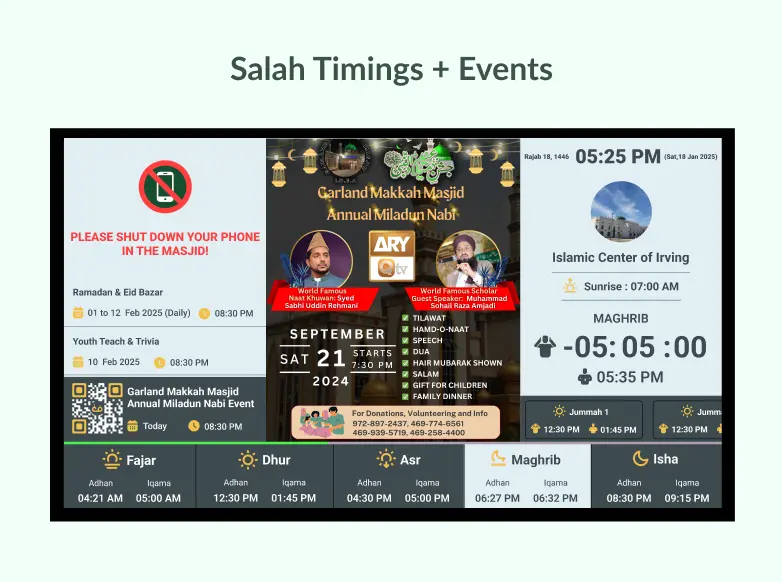 Salah Timings + Events
PLEASE SHUT DOWN YOUR PHONE
IN THE MASJID!
Ramadan & Eid Bazar
01 to 12 Feb 2025 (Daily) 08:30 PM
Youth Teach & Trivia
10 Feb 2025 08:30 PM
Garland Makkah Masjid
Annual Miladun Nabi Event
Today 08:30 PM
Garland Makkah Masjid
Annual Miladun Nabi
ARY
Qtv
World Famous
Naat Khuwan: Syed
Sabhi Uddin Rehmani
World Famous Scholar
Guest Speaker: Muhammad
Sohail Raza Amjadi
SEPTEMBER
SAT 21 STARTS
7:30 PM
2024
TILAWAT
HAMD-O-NAAT
SPEECH
DUA
HAIR MUBARAK SHOWN
SALAM
GIFT FOR CHILDREN
FAMILY DINNER
For Donations, Volunteering and Info
972-897-2437, 469-774-6561
469-939-5719, 469-258-4400
Rajab 18, 1446 05:25 PM (Sat,18 Jan 2025)
Islamic Center of Irving
Sunrise : 07:00 AM
MAGHRIB
-05: 05 :00
05:35 PM
Jummah 1
12:30 PM 01:45 PM
Jumm
12:30 PM
Fajar
Adhan Iqama
04:21 AM 05:00 AM
Dhur
Adhan Iqama
12:30 PM 01:45 PM
Asr
Adhan Iqama
04:30 PM 05:00 PM
Maghrib
Adhan Iqama
06:27 PM 06:32 PM
Isha
Adhan Iqama
08:30 PM 09:15 PM